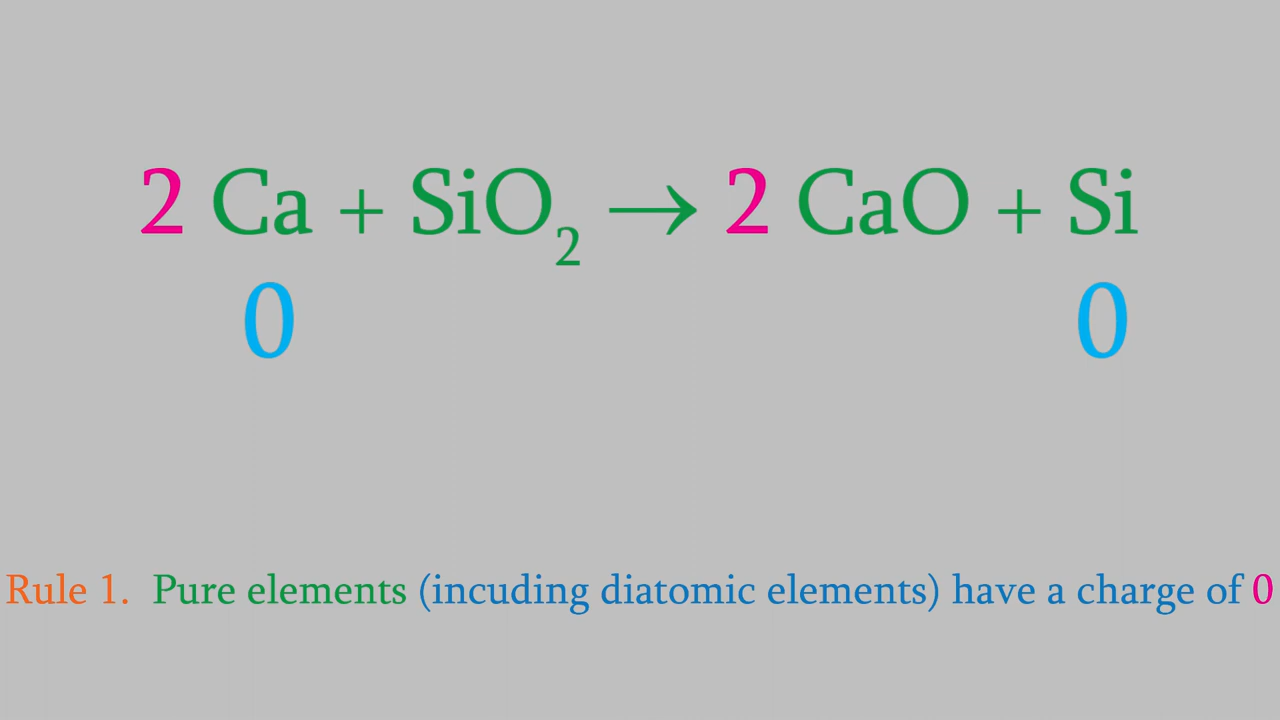 2 Ca + SiO₂ → 2 CaO + Si
0 0
Rule 1. Pure elements (incuding diatomic elements) have a charge of 0